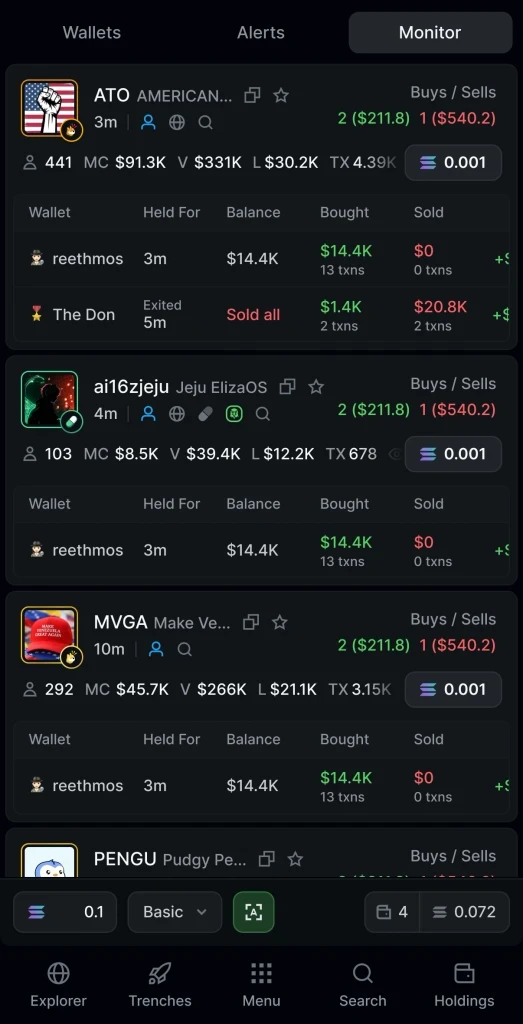 Wallets Alerts Monitor
ATO AMERICAN... Buys / Sells
3m 2 ($211.8) 1 ($540.2)
441 MC $91.3K V $331K L $30.2K TX 4.39K 0.001
Wallet Held For Balance Bought Sold
reethmos 3m $14.4K $14.4K $0
13 txns 0 txns
The Don Exited Sold all $1.4K $20.8K
5m 2 txns 2 txns
ai16zjeju Jeju ElizaOS Buys / Sells
4m 2 ($211.8) 1 ($540.2)
103 MC $8.5K V $39.4K L $12.2K TX 678 0.001
Wallet Held For Balance Bought Sold
reethmos 3m $14.4K $14.4K $0
13 txns 0 txns
MAKE VENEZUELA GREAT AGAIN
MVGA Make Ve... Buys / Sells
10m 2 ($211.8) 1 ($540.2)
292 MC $45.7K V $266K L $21.1K TX 3.15K 0.001
Wallet Held For Balance Bought Sold
reethmos 3m $14.4K $14.4K $0
13 txns 0 txns
PENGU Pudgy Pe... Buys / Sells
0.1 Basic A 4 0.072
Explorer Trenches Menu Search Holdings